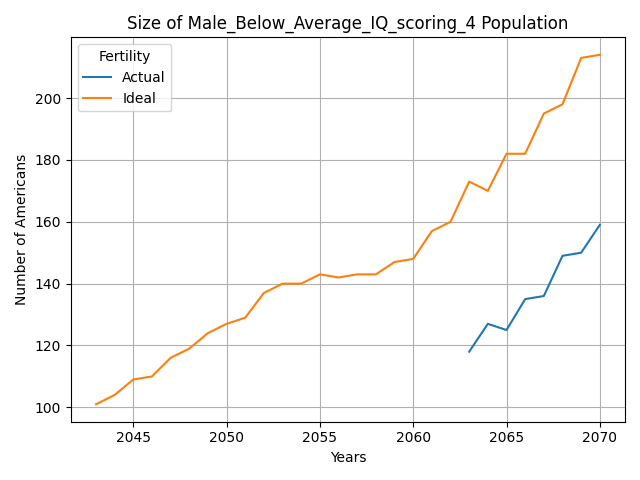 Size of Male_Below_Average_IQ_scoring_4 Population
Fertility
Actual
Ideal
Number of Americans
200
180
160
140
120
100
2045 2050 2055 2060 2065 2070
Years